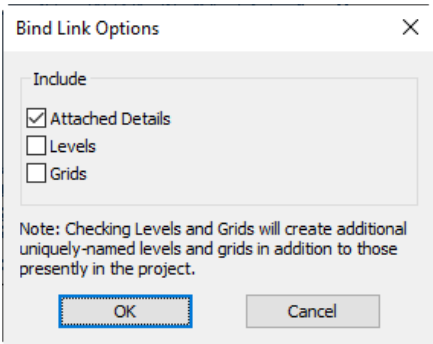 Bind Link Options
Include
Attached Details
Levels
Grids
Note: Checking Levels and Grids will create additional
uniquely-named levels and grids in addition to those
presently in the project.
OK
Cancel